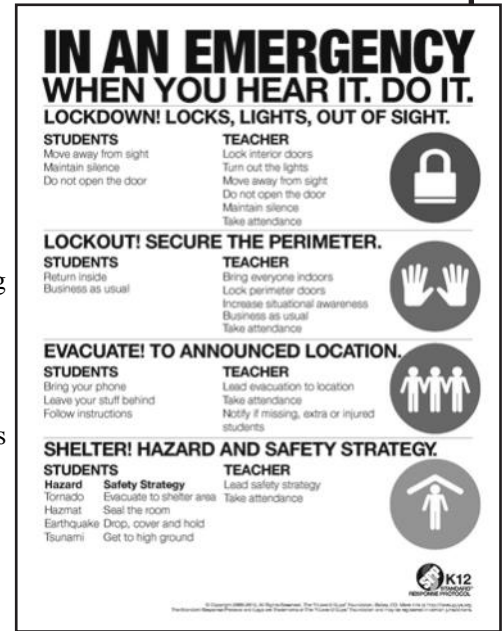 IN AN EMERGENCY
WHEN YOU HEAR IT. DO IT.
LOCKDOWN! LOCKS, LIGHTS, OUT OF SIGHT.
STUDENTS
Move away from sight
Maintain silence
Do not open the door
TEACHER
Lock interior doors
Turn out the lights
Move away from sight
Do not open the door
Maintain silence
Take attendance
LOCKOUT! SECURE THE PERIMETER.
STUDENTS
Return inside
Business as usual
TEACHER
Bring everyone indoors
Lock perimeter doors
Increase situational awareness
Business as usual
Take attendance
EVACUATE! TO ANNOUNCED LOCATION.
STUDENTS
Bring your phone
Leave your stuff behind
Follow instructions
TEACHER
Lead evacuation to location
Take attendance
Notify if missing, extra or injured
students
SHELTER! HAZARD AND SAFETY STRATEGY.
STUDENTS
Hazard Safety Strategy
Tornado Evacuate to shelter area
Hazmat Seal the room
Earthquake Drop, cover and hold
Tsunami Get to high ground
TEACHER
Lead safety strategy
Take attendance
K12
STANDARD
RESPONSE PROTOCOL
g
s